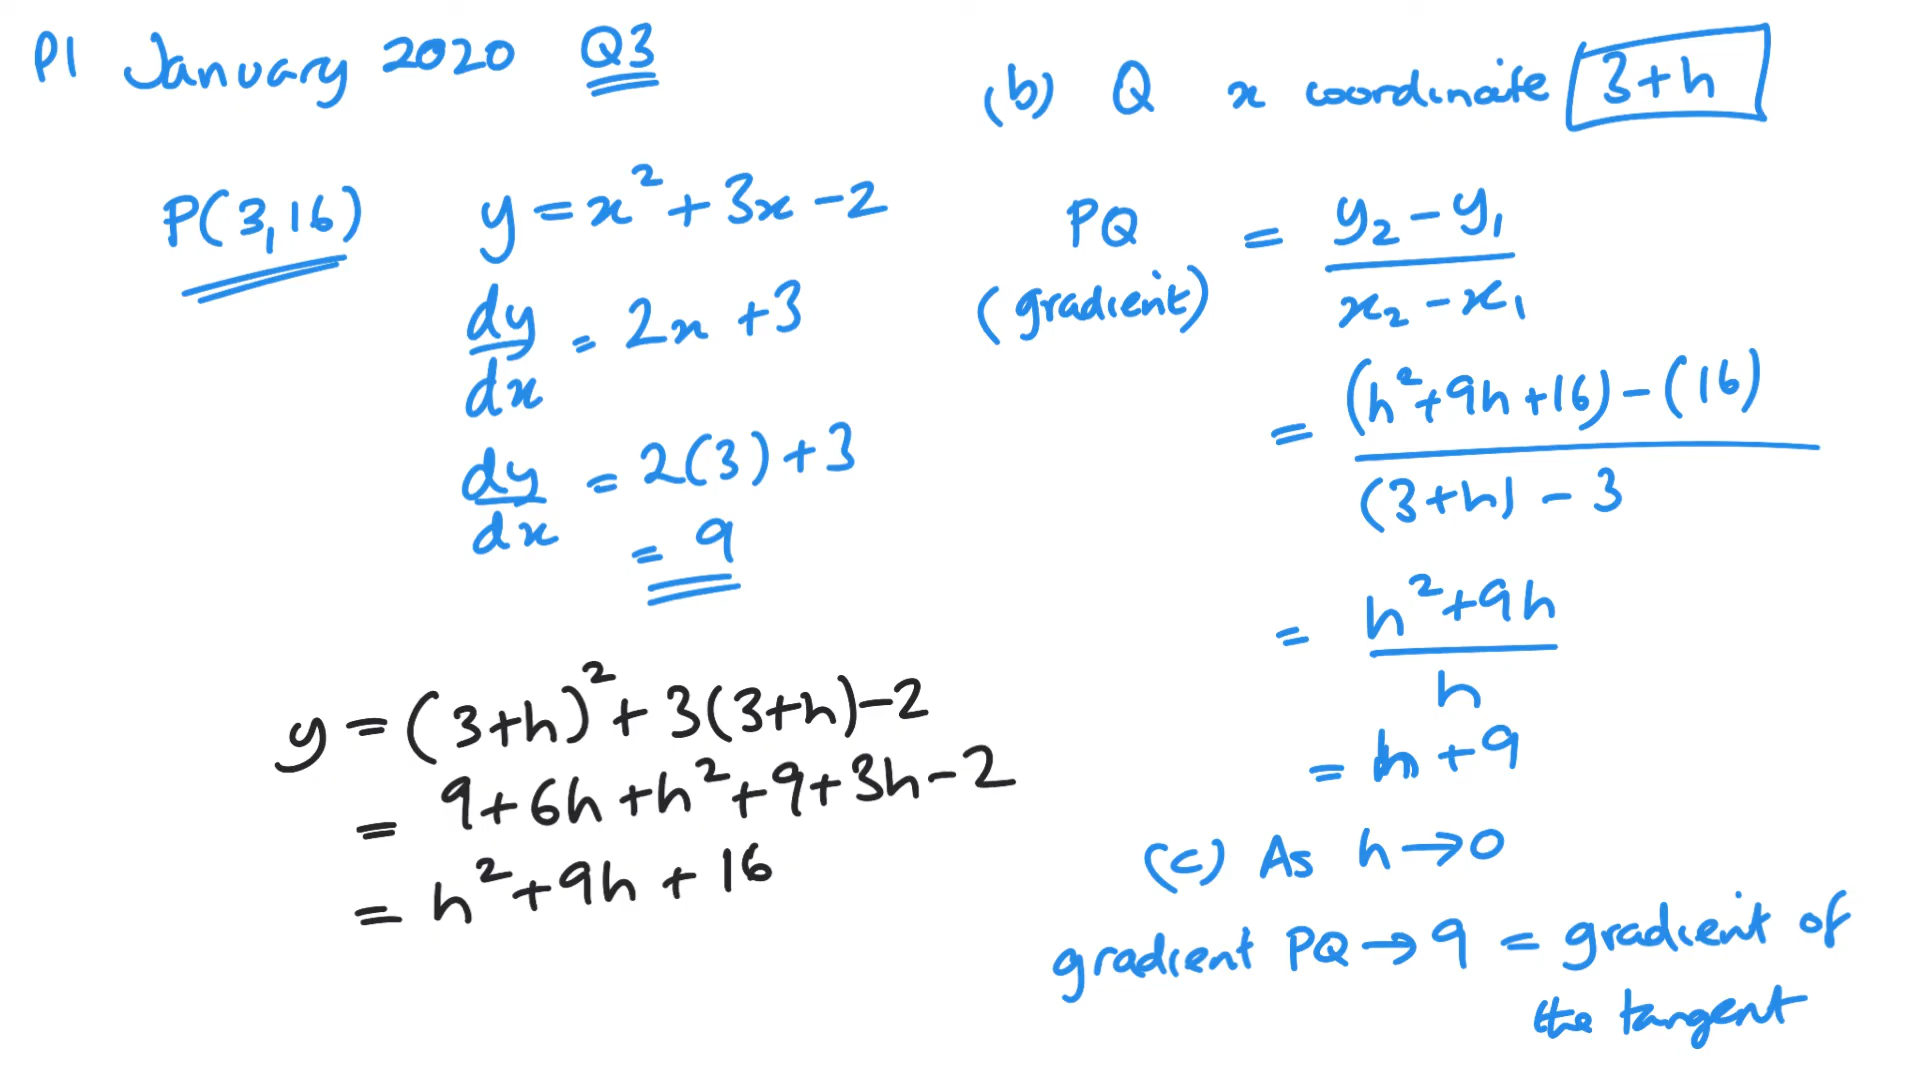 P1 January 2020 Q3
P(3,16)
y = x² + 3x - 2
dy/dx = 2x + 3
dy/dx = 2(3) + 3
= 9
y = (3+h)² + 3(3+h) - 2
= 9 + 6h + h² + 9 + 3h - 2
= h² + 9h + 16
(b) Q x coordinate 3+h
PQ (gradient) = (y₂ - y₁)/(x₂ - x₁)
= ((h² + 9h + 16) - (16))/((3+h) - 3)
= (h² + 9h)/h
= h + 9
(c) As h → 0
gradient PQ → 9 = gradient of
the tangent